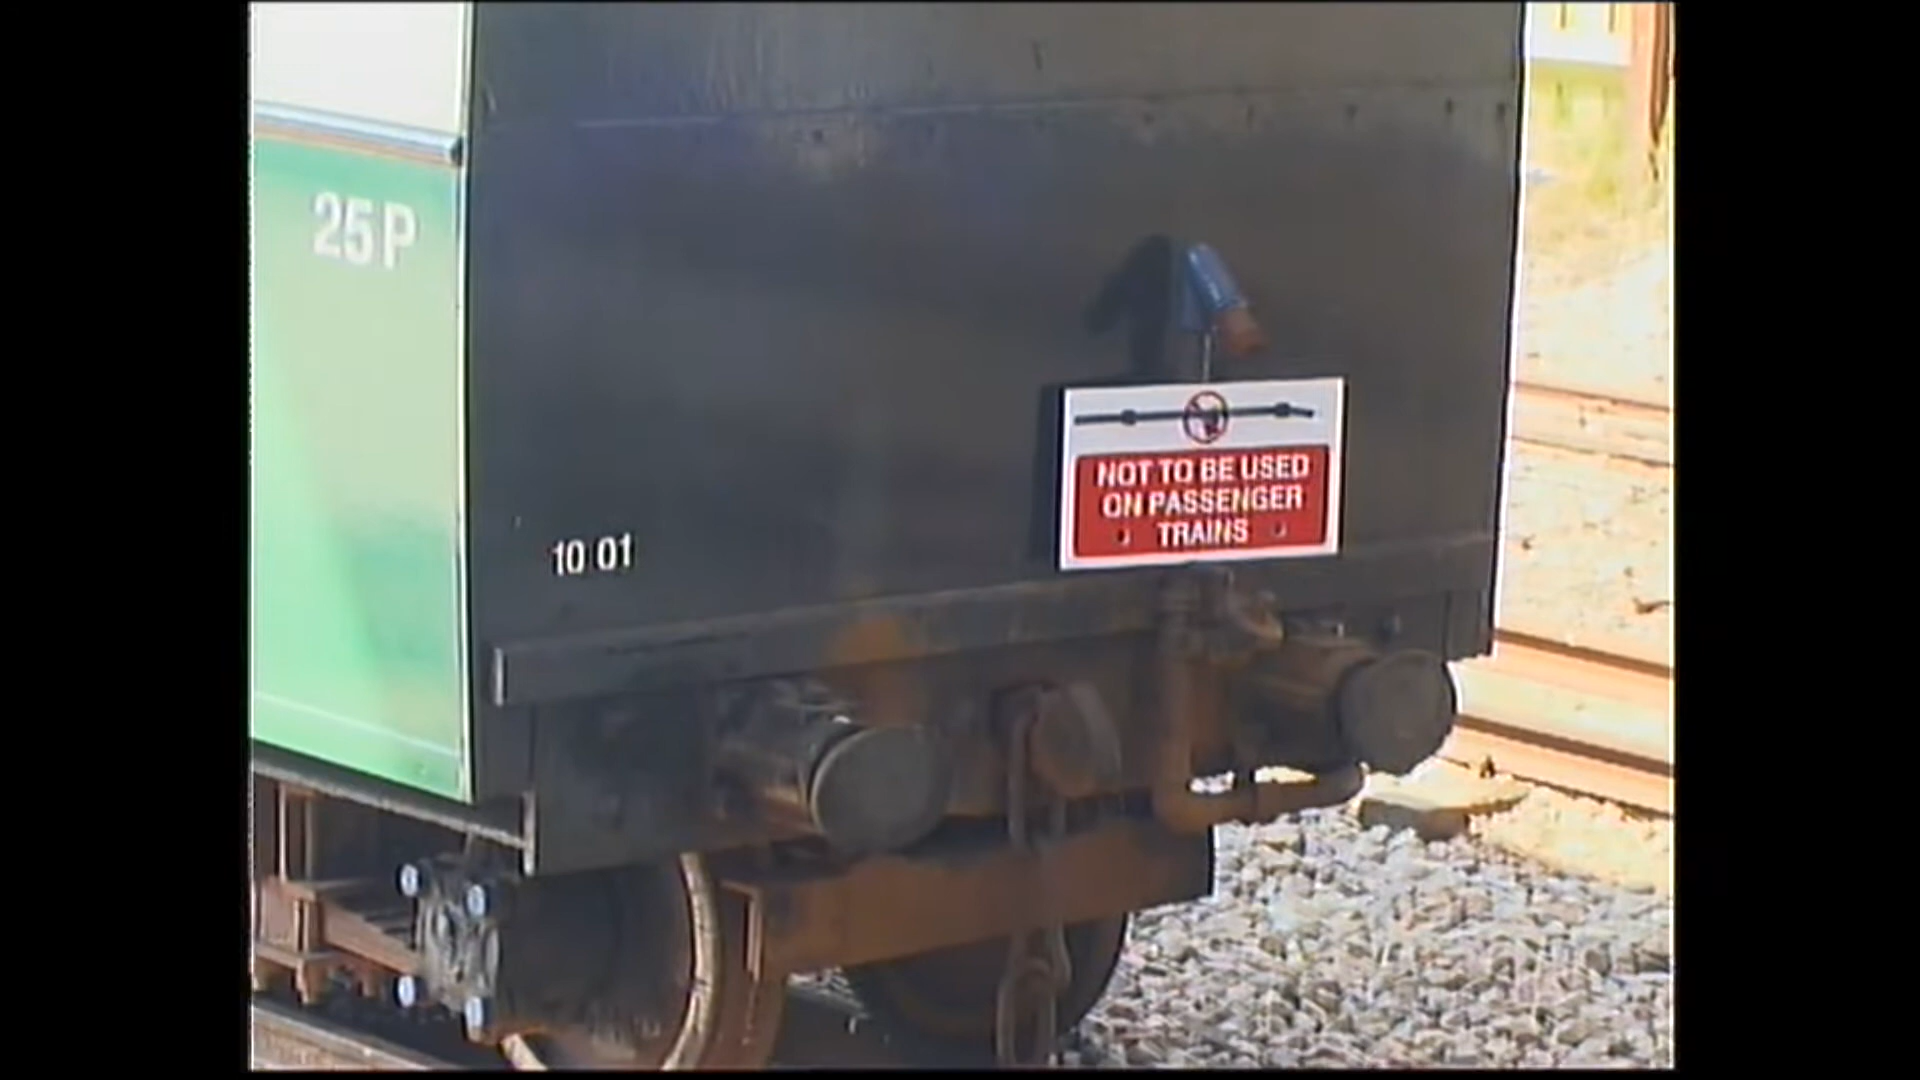 25P
10 01
NOT TO BE USED
ON PASSENGER
TRAINS